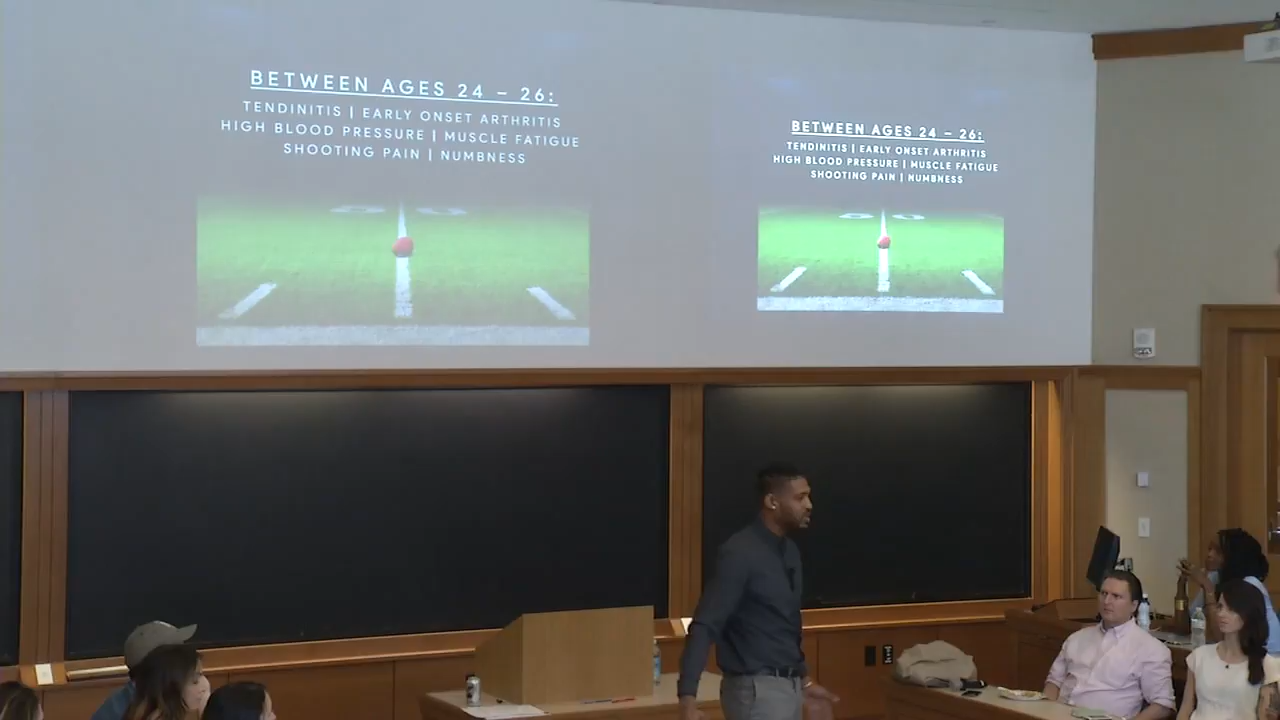 BETWEEN AGES 24 – 26:
TENDINITIS | EARLY ONSET ARTHRITIS
HIGH BLOOD PRESSURE | MUSCLE FATIGUE
SHOOTING PAIN | NUMBNESS
BETWEEN AGES 24 – 26:
TENDINITIS | EARLY ONSET ARTHRITIS
HIGH BLOOD PRESSURE | MUSCLE FATIGUE
SHOOTING PAIN | NUMBNESS